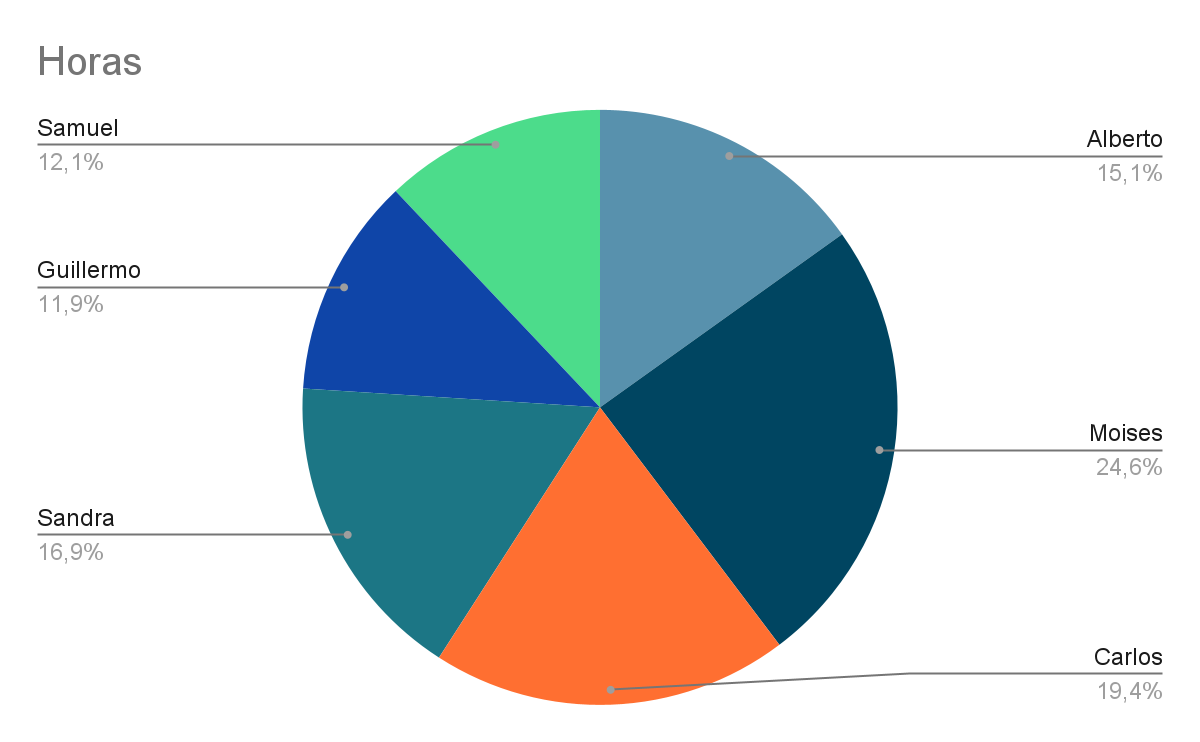 Horas
Samuel
12,1%
Guillermo
11,9%
Sandra
16,9%
Alberto
15,1%
Moises
24,6%
Carlos
19,4%